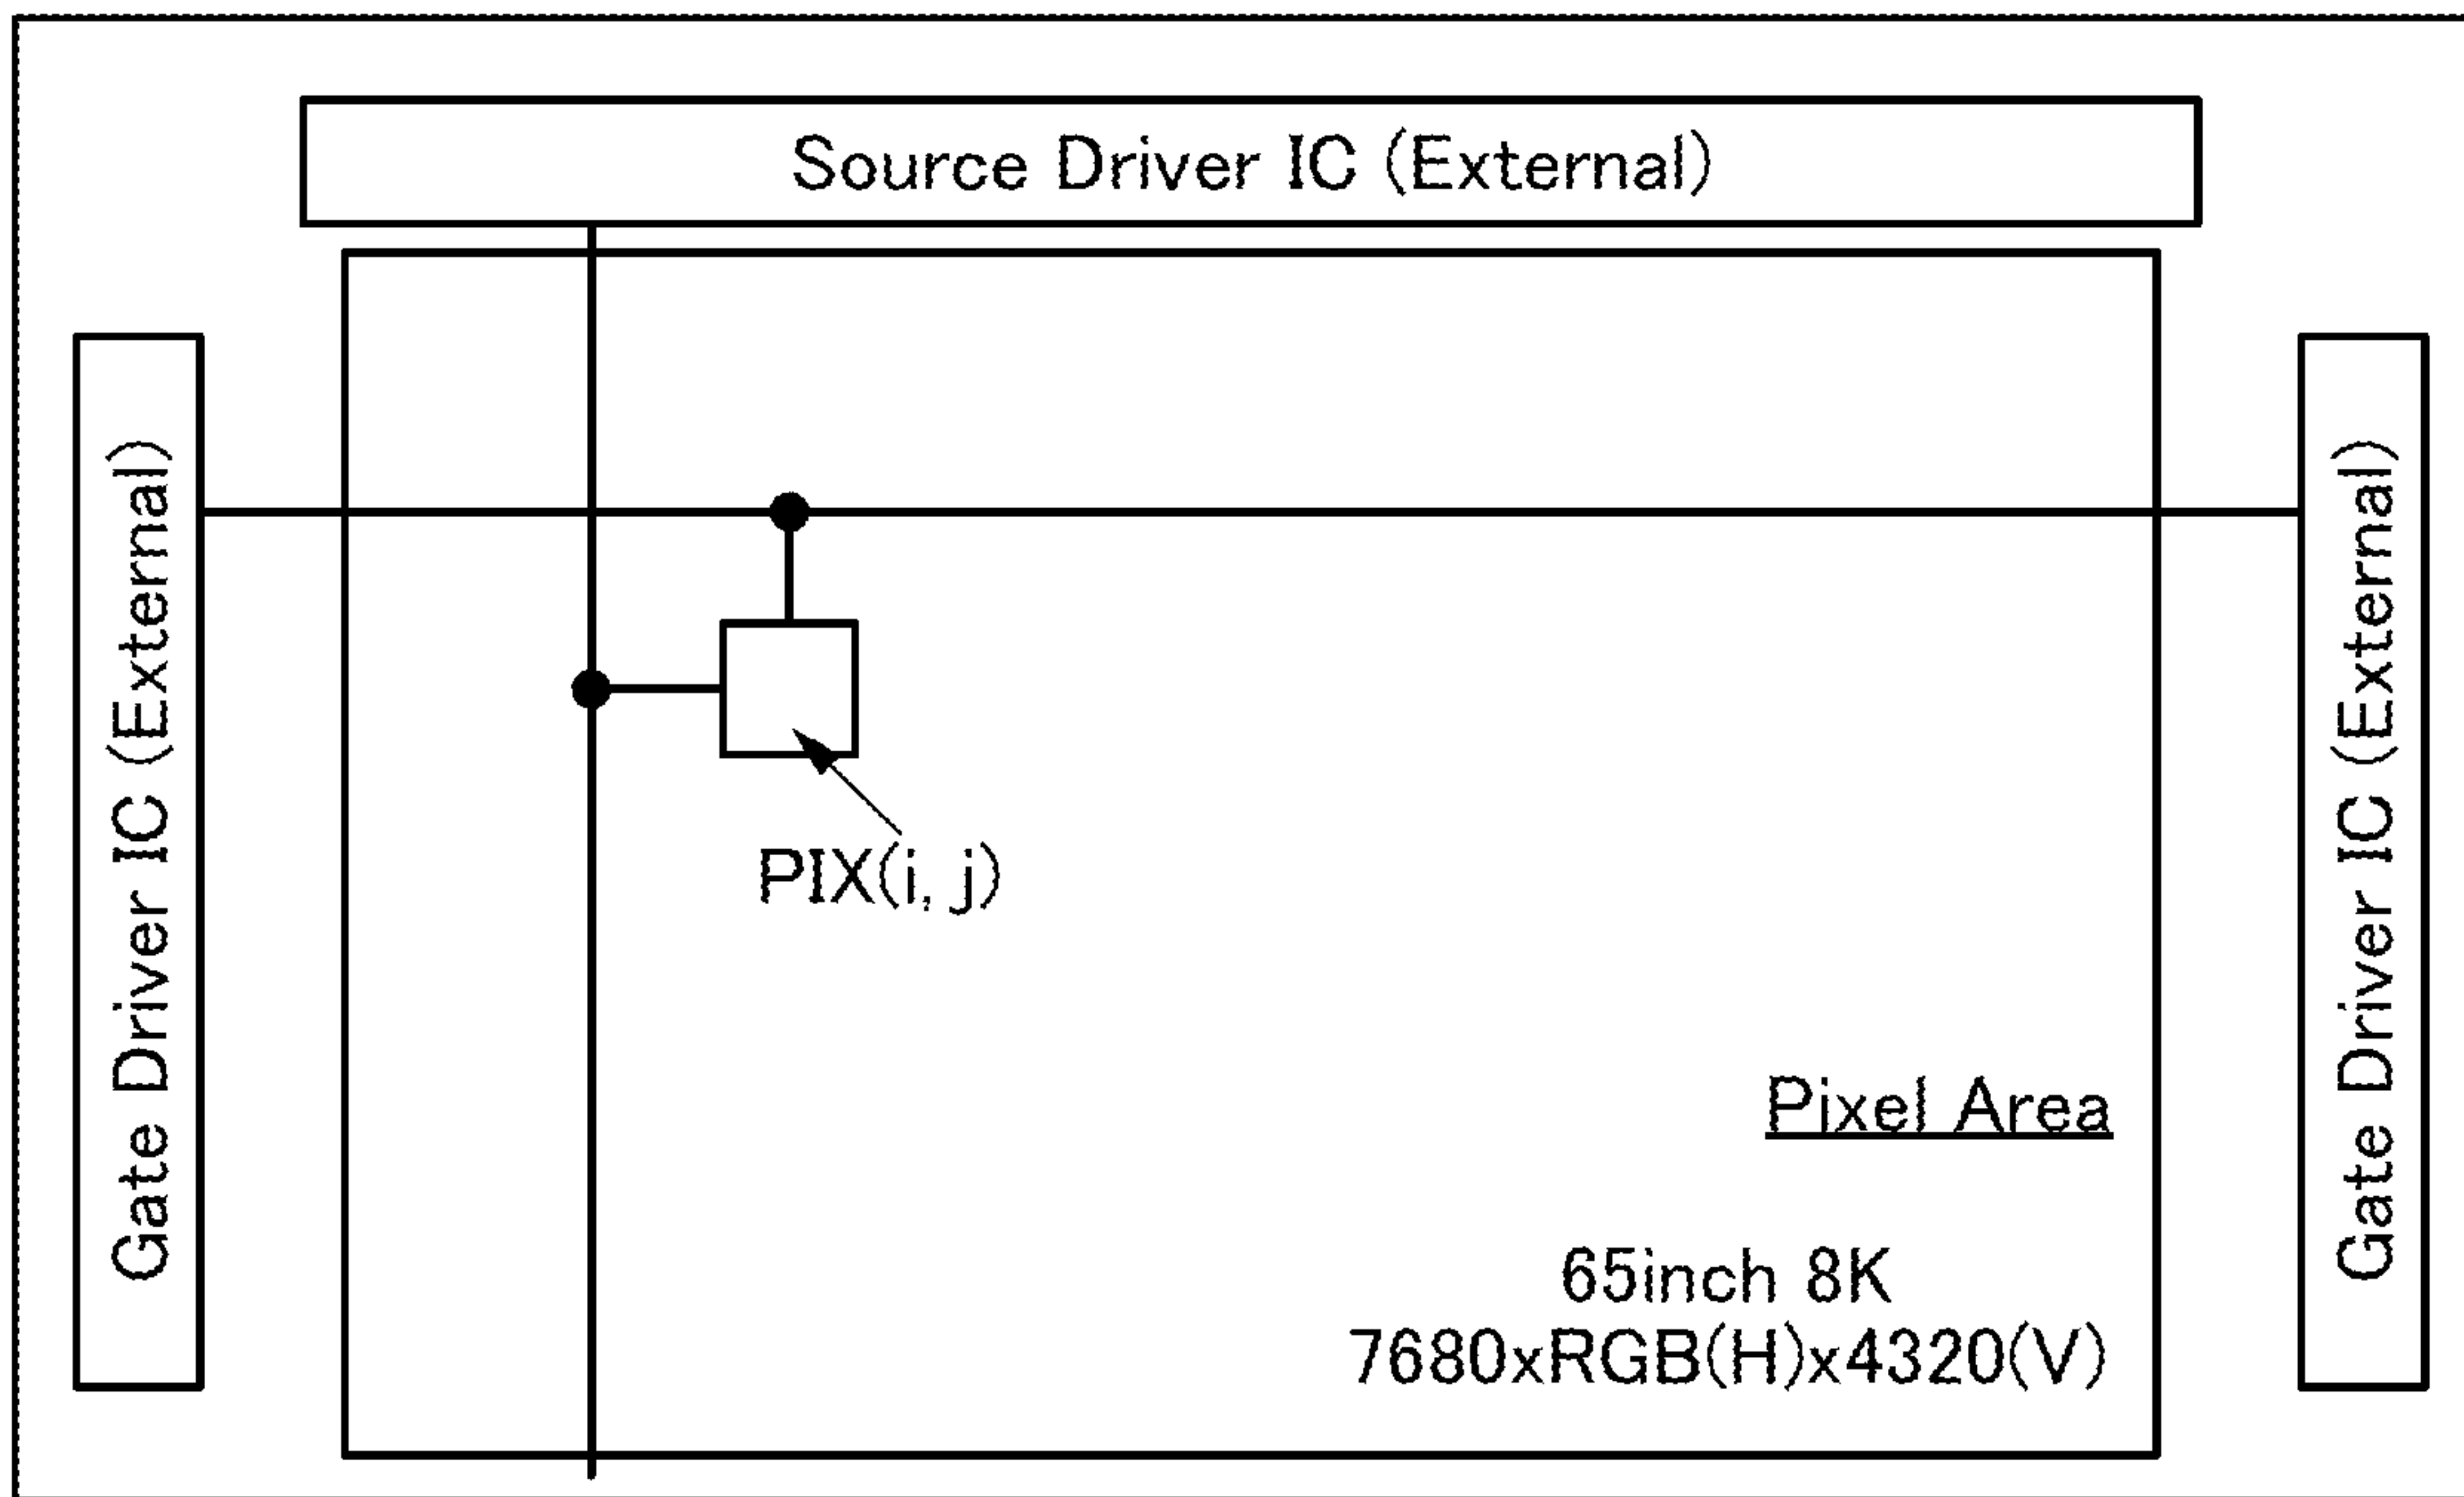 Source Driver IC (External)
Gate Driver IC (External)
Gate Driver IC (External)
PIX(i, j)
Pixel Area
65inch 8K
7680xRGB(H)x4320(V)